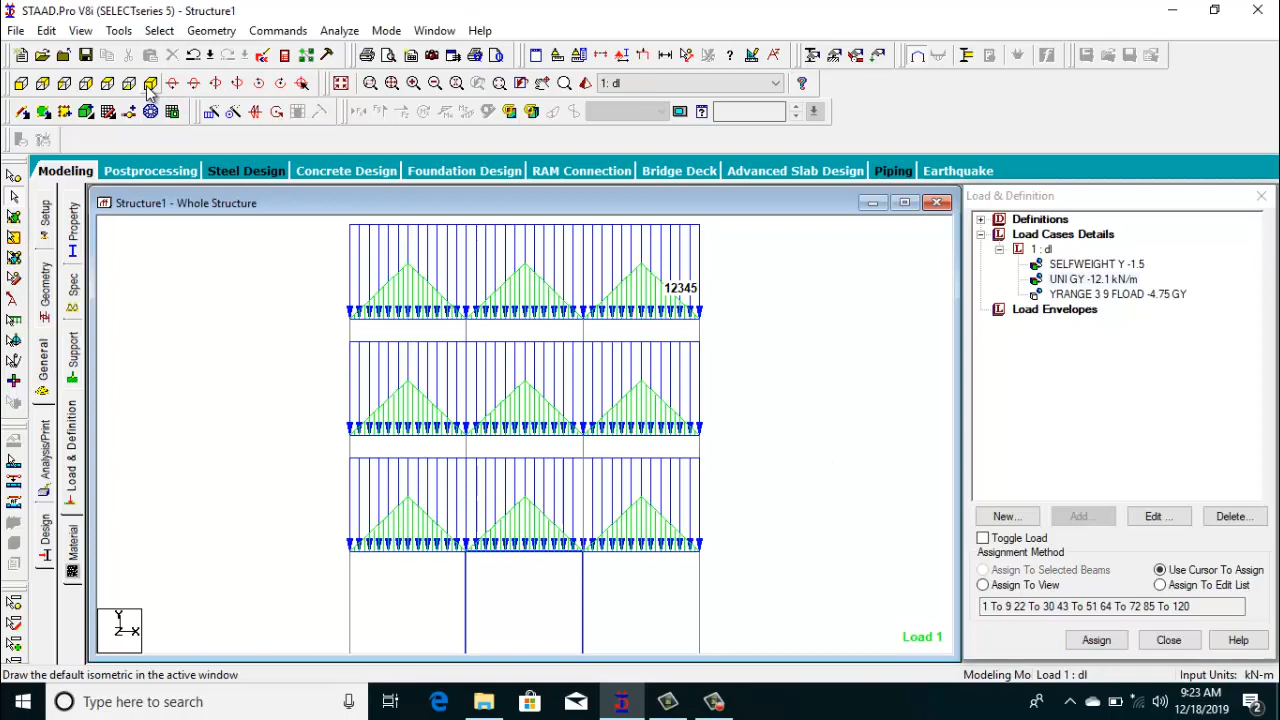 STAAD.Pro V8i (SELECTseries 5) - Structure1
File Edit View Tools Select Geometry Commands Analyze Mode Window Help
1: dl
Modeling Postprocessing Steel Design Concrete Design Foundation Design RAM Connection Bridge Deck Advanced Slab Design Piping Earthquake
Structure1 - Whole Structure
Load & Definition
Setup
Geometry
General
Analysis/Print
Design
Property
Spec
Support
Load & Definition
Material
12345
Y
Z X
Load 1
Definitions
Load Cases Details
1 : dl
SELFWEIGHT Y -1.5
UNI GY -12.1 kN/m
YRANGE 3 9 FLOAD -4.75 GY
Load Envelopes
New... Add... Edit ... Delete...
Toggle Load
Assignment Method
Assign To Selected Beams Use Cursor To Assign
Assign To View Assign To Edit List
1 To 9 22 To 30 43 To 51 64 To 72 85 To 120
Assign Close Help
Draw the default isometric in the active window
Modeling Mo Load 1 : dl Input Units: kN-m
Type here to search
9:23 AM
12/18/2019
2